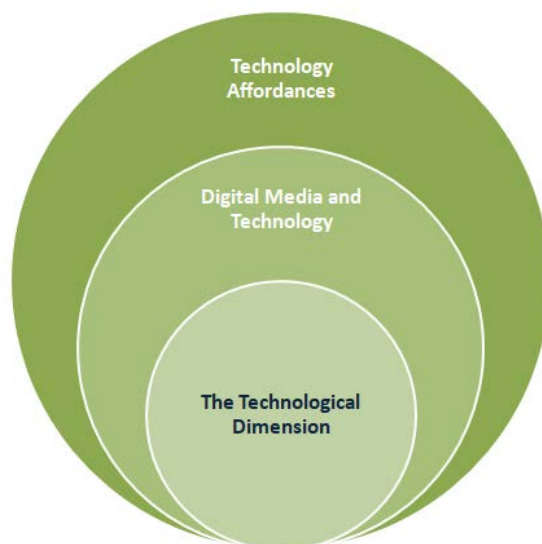 Technology
Affordances
Digital Media and
Technology
The Technological
Dimension